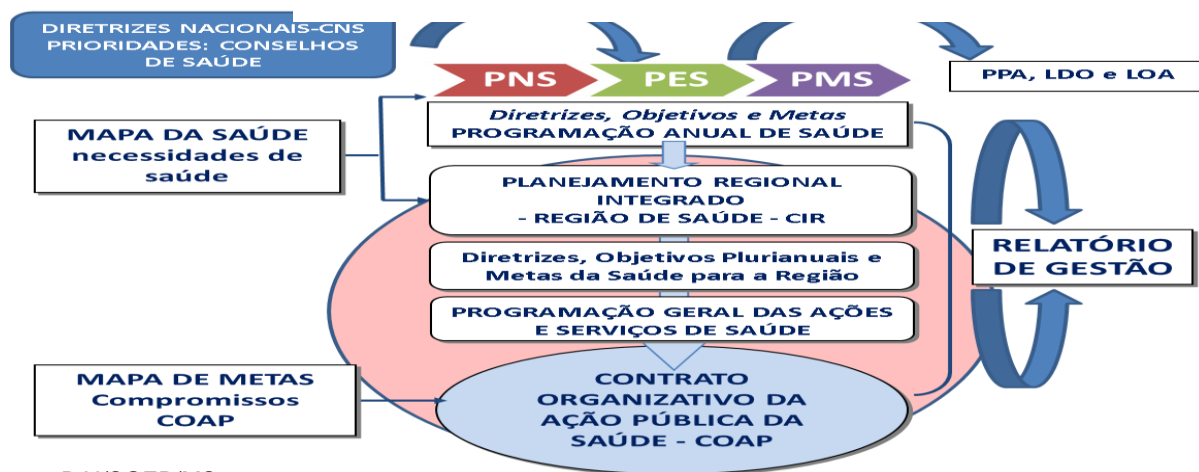 DIRETRIZES NACIONAIS-CNS
PRIORIDADES: CONSELHOS
DE SAÚDE
PNS
PES
PMS
PPA, LDO e LOA
Diretrizes, Objetivos e Metas
PROGRAMAÇÃO ANUAL DE SAÚDE
MAPA DA SAÚDE
necessidades de
saúde
PLANEJAMENTO REGIONAL
INTEGRADO
- REGIÃO DE SAÚDE - CIR
Diretrizes, Objetivos Plurianuais e
Metas da Saúde para a Região
RELATÓRIO
DE GESTÃO
PROGRAMAÇÃO GERAL DAS AÇÕES
E SERVIÇOS DE SAÚDE
MAPA DE METAS
Compromissos
COAP
CONTRATO
ORGANIZATIVO DA
AÇÃO PÚBLICA DA
SAÚDE - COAP